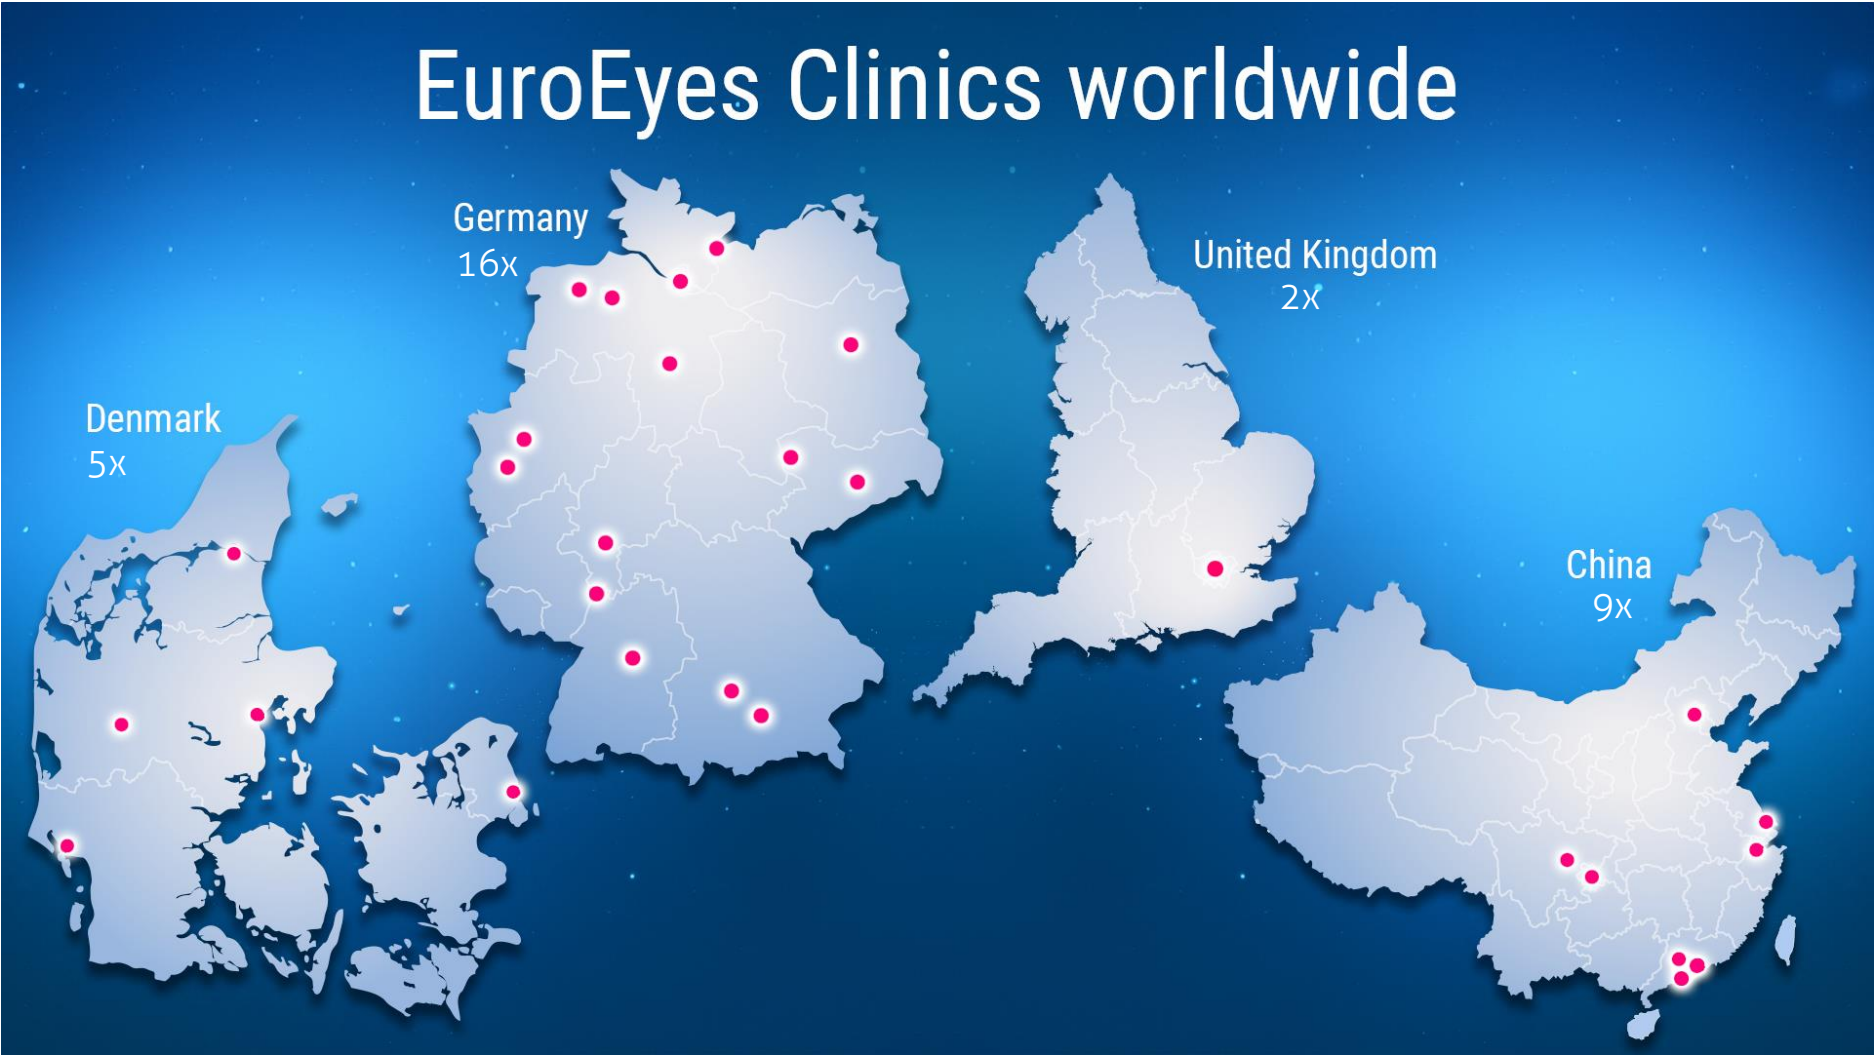 EuroEyes Clinics worldwide
Germany
16x
United Kingdom
2x
Denmark
5x
China
9x